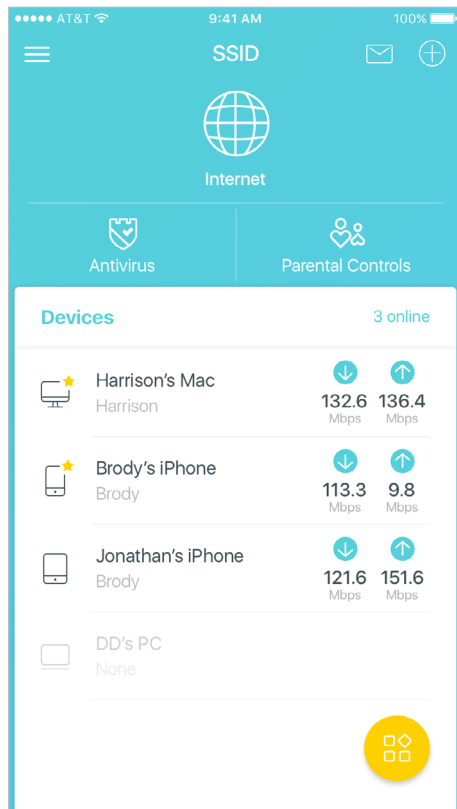 AT&T 9:41 AM 100%
SSID
Internet
Antivirus Parental Controls
Devices 3 online
Harrison's Mac
Harrison
132.6 136.4
Mbps Mbps
Brody's iPhone
Brody
113.3 9.8
Mbps Mbps
Jonathan's iPhone
Brody
121.6 151.6
Mbps Mbps
DD's PC
None